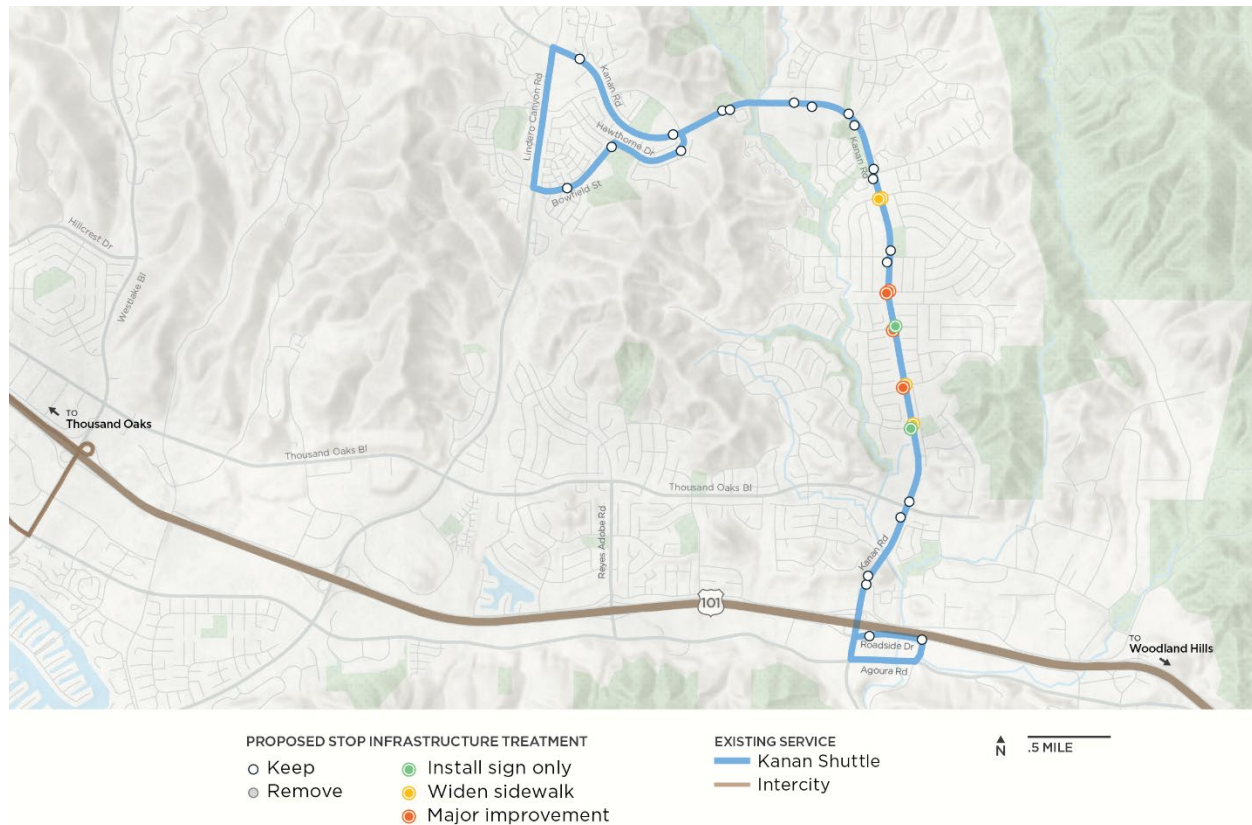 Lindero Canyon Rd
Kanan Rd
Hawthorne Dr
Bowfield St
Kanan Rd
Hillcrest Dr
Westlake Bl
TO
Thousand Oaks
Thousand Oaks Bl
Thousand Oaks Bl
Reyes Adobe Rd
Kanan Rd
101
Roadside Dr
Agoura Rd
TO
Woodland Hills
PROPOSED STOP INFRASTRUCTURE TREATMENT
Keep
Remove
Install sign only
Widen sidewalk
Major improvement
EXISTING SERVICE
Kanan Shuttle
Intercity
N
.5 MILE